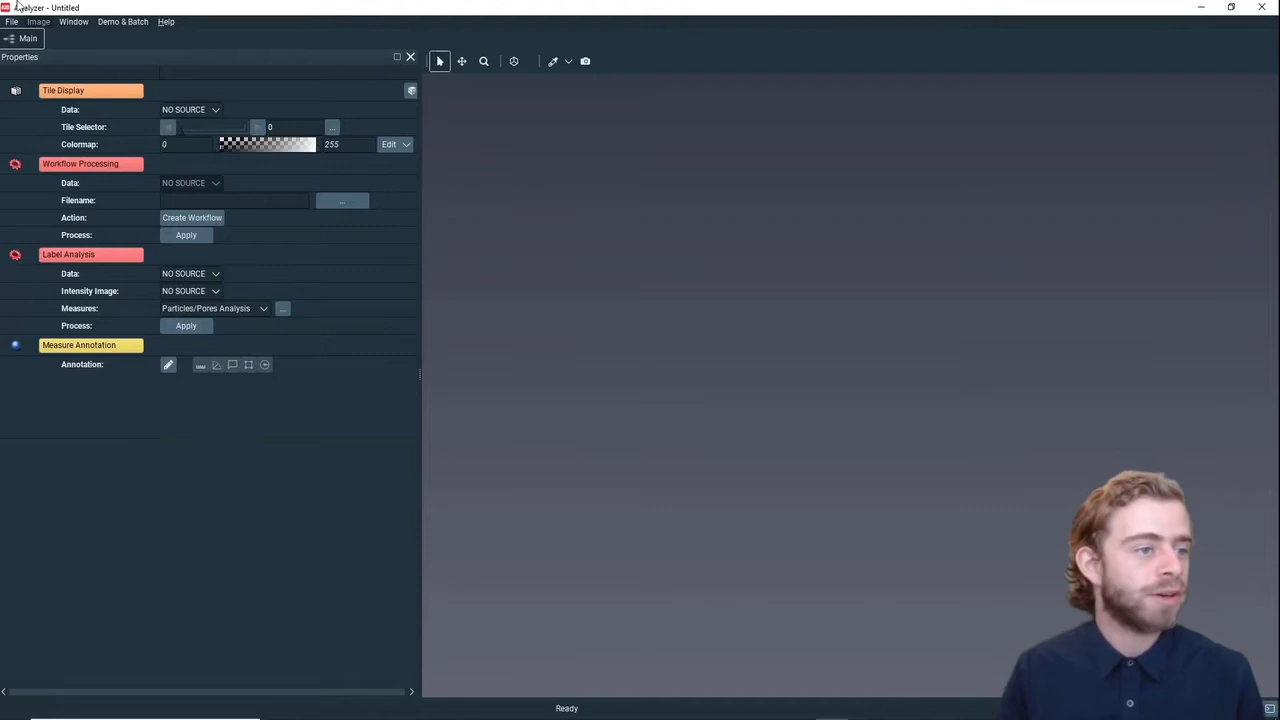 Analyzer - Untitled
File Image Window Demo & Batch Help
Main
Properties
Tile Display
Data: NO SOURCE
Tile Selector: 0 ...
Colormap: 0 255 Edit
Workflow Processing
Data: NO SOURCE
Filename: ...
Action: Create Workflow
Process: Apply
Label Analysis
Data: NO SOURCE
Intensity Image: NO SOURCE
Measures: Particles/Pores Analysis ...
Process: Apply
Measure Annotation
Annotation:
Ready